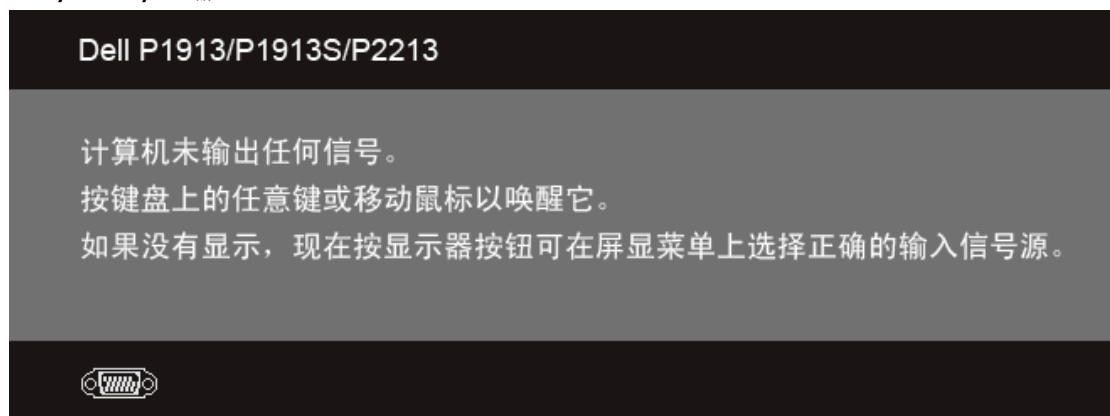 Dell P1913/P1913S/P2213
计算机未输出任何信号。
按键盘上的任意键或移动鼠标以唤醒它。
如果没有显示，现在按显示器按钮可在屏显菜单上选择正确的输入信号源。